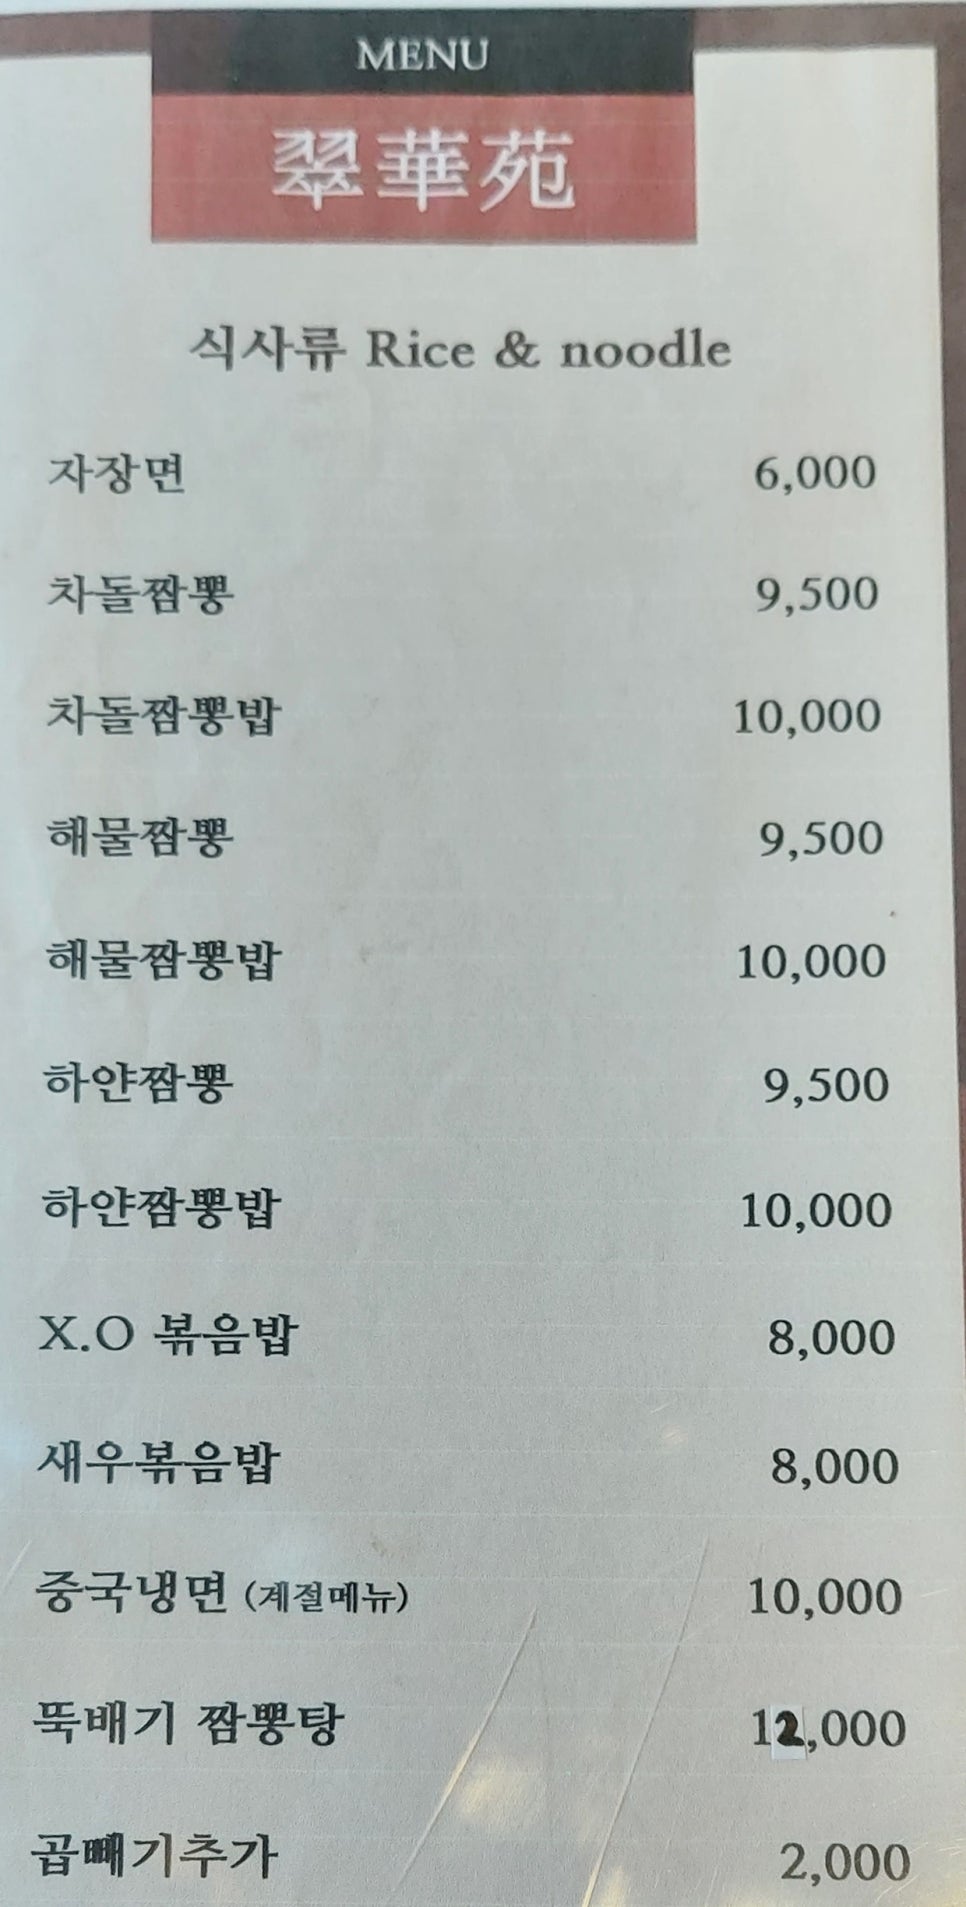 MENU
翠華苑
식사류 Rice & noodle
자장면 6,000
차돌짬뽕 9,500
차돌짬뽕밥 10,000
해물짬뽕 9,500
해물짬뽕밥 10,000
하얀짬뽕 9,500
하얀짬뽕밥 10,000
X.O 볶음밥 8,000
새우볶음밥 8,000
중국냉면 (계절메뉴) 10,000
뚝배기 짬뽕탕 12,000
곱빼기추가 2,000